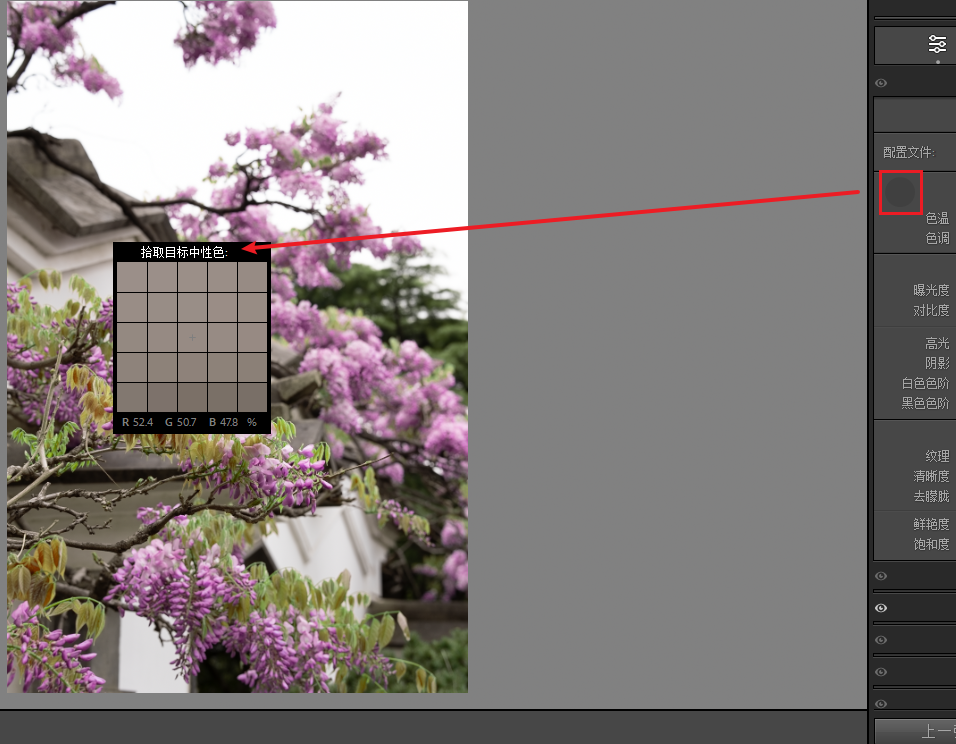 配置文件:
色温
拾取目标中性色:
色调
曝光度
对比度
高光
阴影
白色色阶
黑色色阶
R 52.4 G 50.7 B 47.8 %
纹理
清晰度
去朦胧
鲜艳度
饱和度
上一